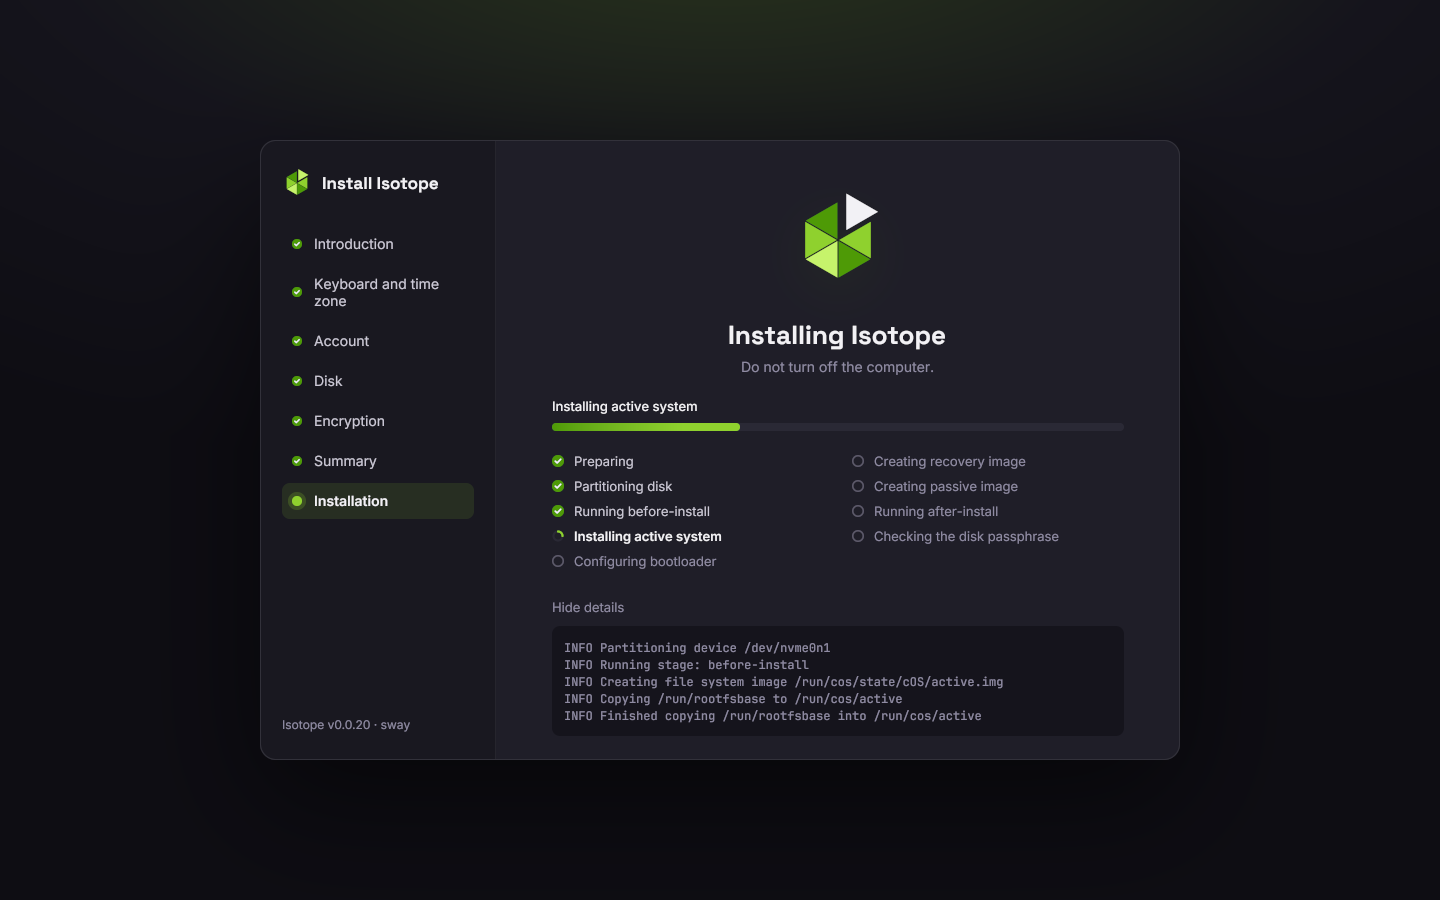 Install Isotope
Introduction
Keyboard and time
zone
Account
Disk
Encryption
Summary
Installation
Isotope v0.0.20 · sway
Installing Isotope
Do not turn off the computer.
Installing active system
Preparing
Partitioning disk
Running before-install
Installing active system
Configuring bootloader
Creating recovery image
Creating passive image
Running after-install
Checking the disk passphrase
Hide details
INFO Partitioning device /dev/nvme0n1
INFO Running stage: before-install
INFO Creating file system image /run/cos/state/cOS/active.img
INFO Copying /run/rootfsbase to /run/cos/active
INFO Finished copying /run/rootfsbase into /run/cos/active